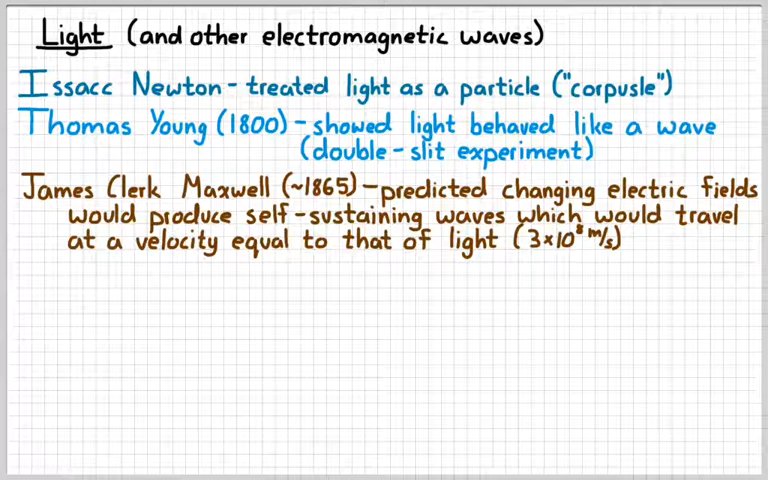 Light (and other electromagnetic waves)
Issacc Newton - treated light as a particle ("corpusle")
Thomas Young (1800) - showed light behaved like a wave
(double - slit experiment)
James Clerk Maxwell (~1865) - predicted changing electric fields
would produce self - sustaining waves which would travel
at a velocity equal to that of light (3×10⁸ m/s)